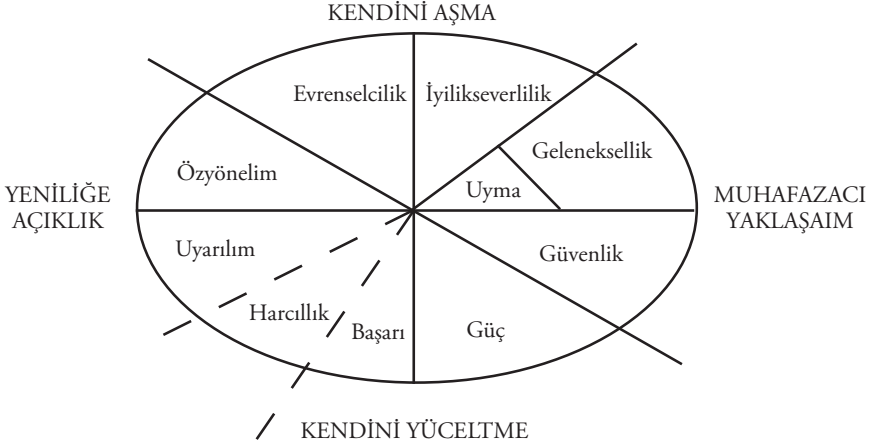 KENDİNİ AŞMA
Evrenselcilik
İyilikseverlilik
Özyönelim
Geleneksellik
Uyma
YENİLİĞE
AÇIKLIK
MUHAFAZACI
YAKLAŞAIM
Uyarılım
Güvenlik
Harcıllık
Başarı
Güç
KENDİNİ YÜCELTME